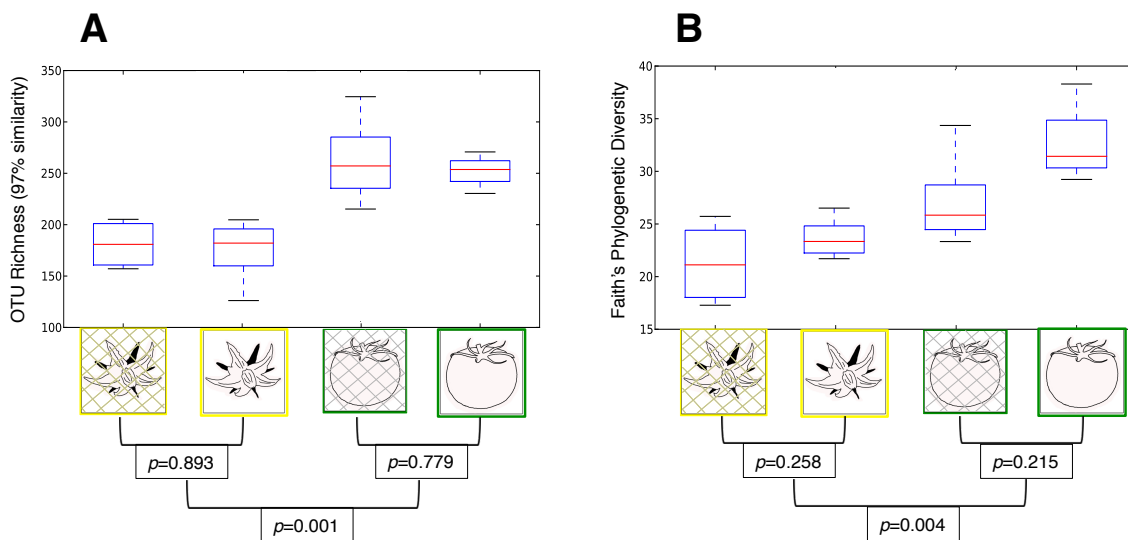 A
OTU Richness (97% similarity)
350
300
250
200
150
100
p=0.893
p=0.779
p=0.001
B
Faith's Phylogenetic Diversity
40
35
30
25
20
15
p=0.258
p=0.215
p=0.004